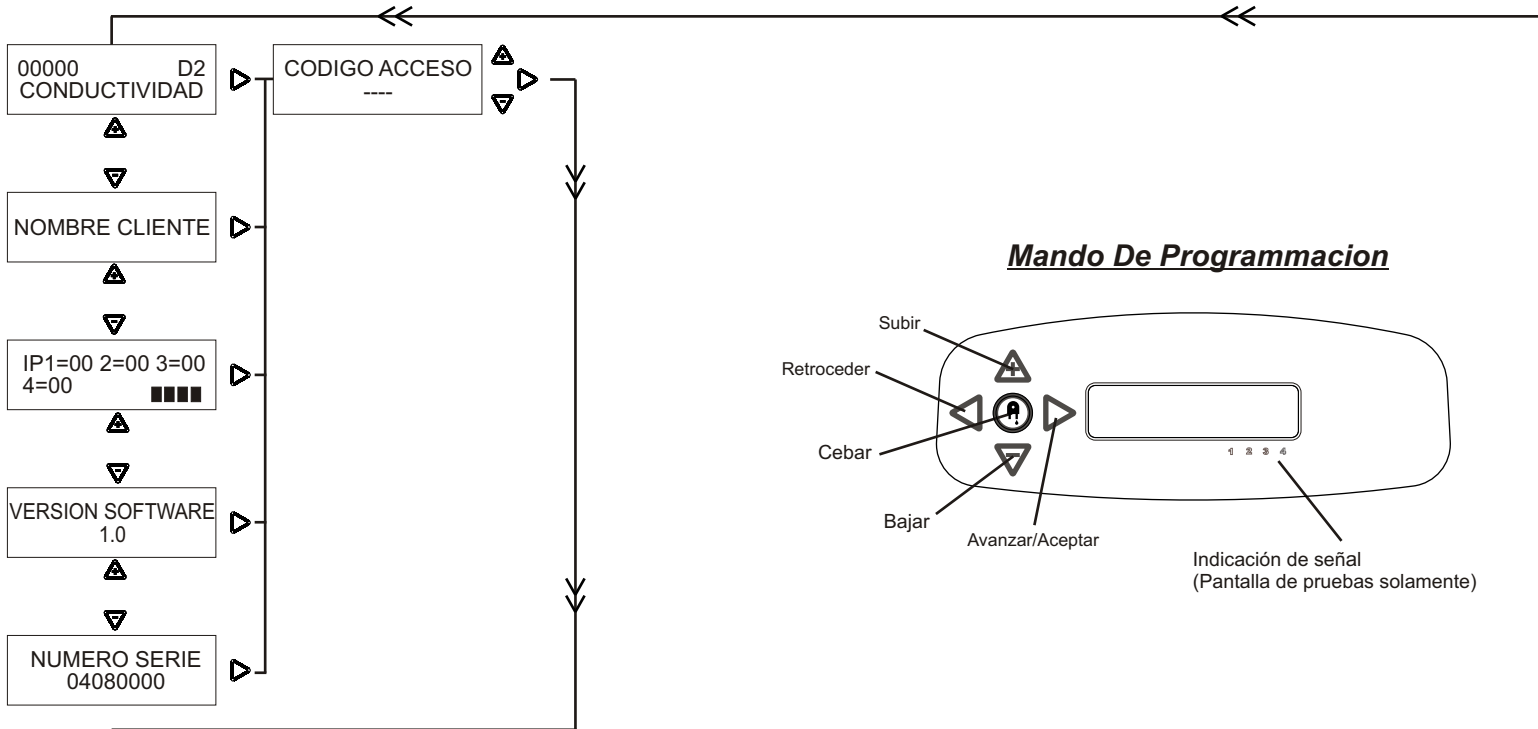 00000 D2
CONDUCTIVIDAD
CODIGO ACCESO
----
NOMBRE CLIENTE
IP1=00 2=00 3=00
4=00
VERSION SOFTWARE
1.0
NUMERO SERIE
04080000
Mando De Programmacion
Subir
Retroceder
Cebar
Bajar
Avanzar/Aceptar
1 2 3 4
Indicación de señal
(Pantalla de pruebas solamente)